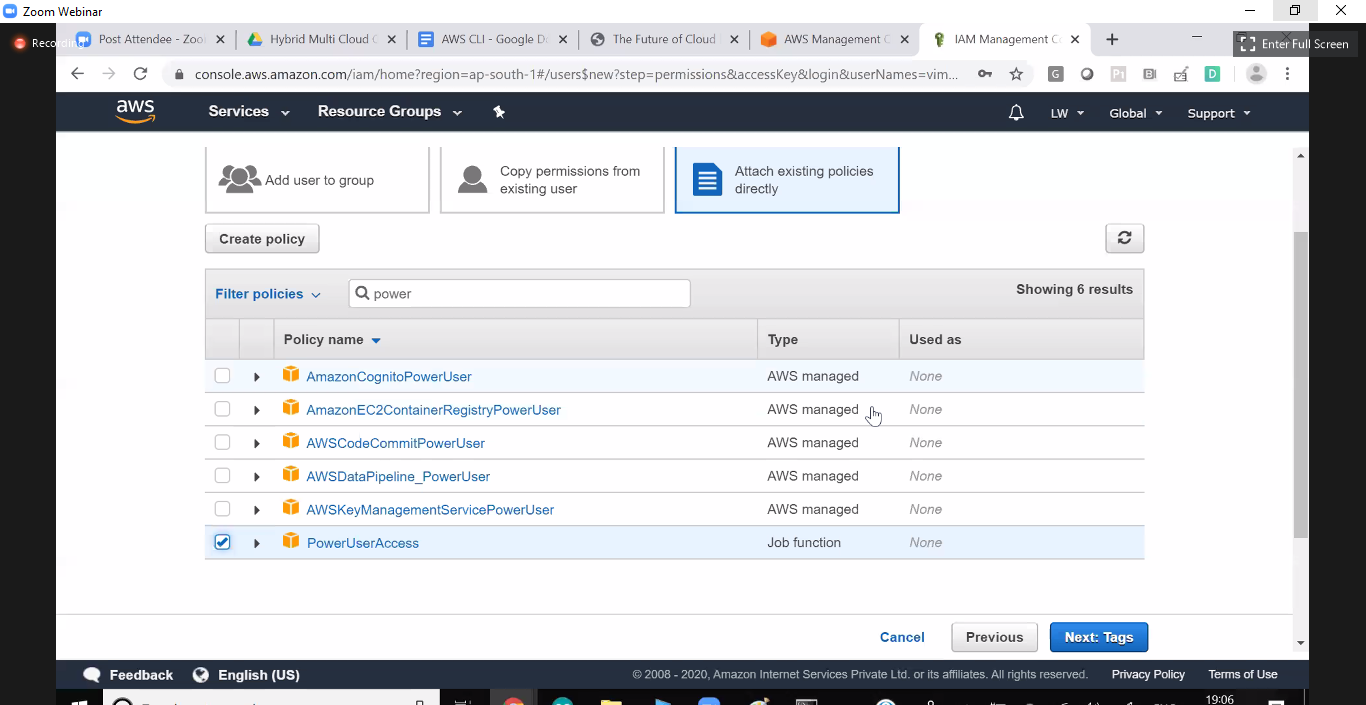 Zoom Webinar
Recording
Post Attendee - Zoo
Hybrid Multi Cloud C
AWS CLI - Google D
The Future of Cloud
AWS Management C
IAM Management C
Enter Full Screen
console.aws.amazon.com/iam/home?region=ap-south-1#/users$new?step=permissions&accessKey&login&userNames=vim...
aws
Services
Resource Groups
LW
Global
Support
Add user to group
Copy permissions from
existing user
Attach existing policies
directly
Create policy
Filter policies
power
Showing 6 results
Policy name
Type
Used as
AmazonCognitoPowerUser
AWS managed
None
AmazonEC2ContainerRegistryPowerUser
AWS managed
None
AWSCodeCommitPowerUser
AWS managed
None
AWSDataPipeline_PowerUser
AWS managed
None
AWSKeyManagementServicePowerUser
AWS managed
None
PowerUserAccess
Job function
None
Cancel
Previous
Next: Tags
Feedback
English (US)
© 2008 - 2020, Amazon Internet Services Private Ltd. or its affiliates. All rights reserved.
Privacy Policy
Terms of Use
19:06